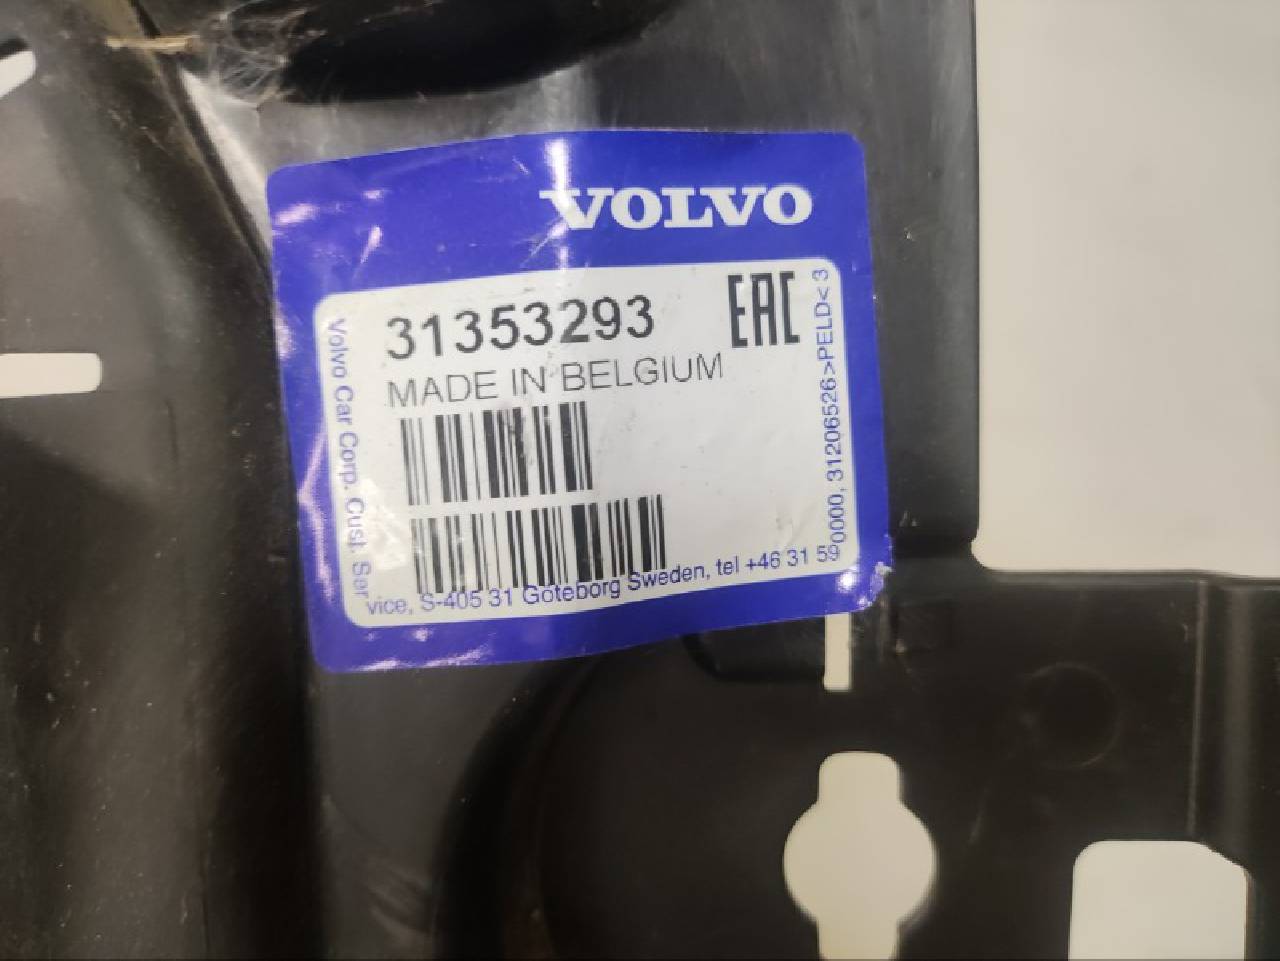 VOLVO
31353293
EAC
MADE IN BELGIUM
Volvo Car Corp. Cust. Ser
vice, S-405 31 Göteborg Sweden, tel +46 31 59
0000, 31206526>PELD<3